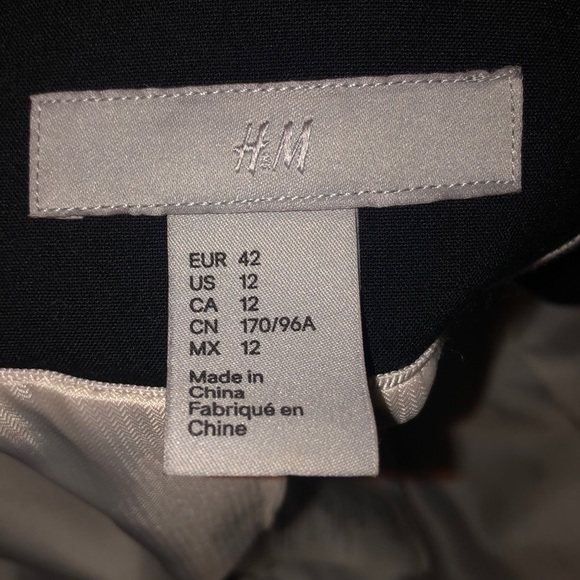 H&M
EUR 42
US 12
CA 12
CN 170/96A
MX 12
Made in
China
Fabriqué en
Chine